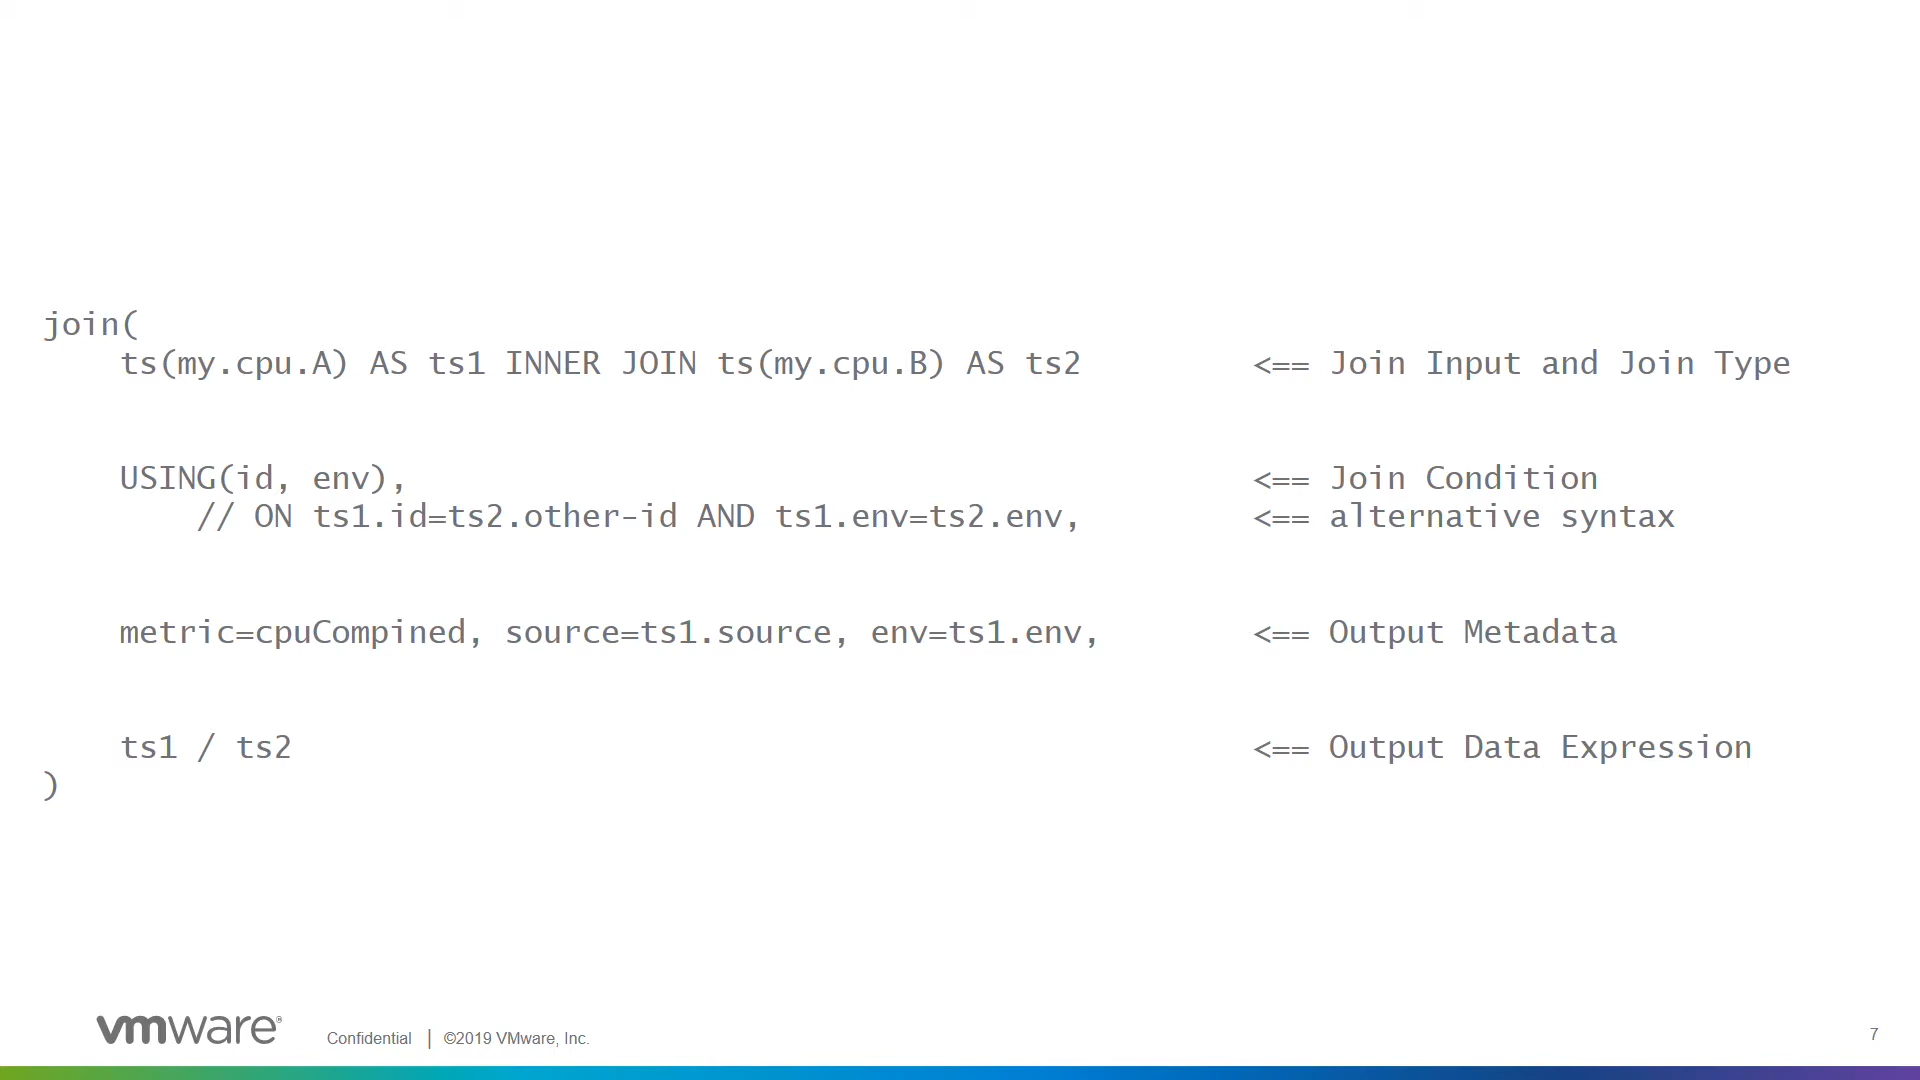 join(
ts(my.cpu.A) AS ts1 INNER JOIN ts(my.cpu.B) AS ts2 <== Join Input and Join Type
USING(id, env), <== Join Condition
// ON ts1.id=ts2.other-id AND ts1.env=ts2.env, <== alternative syntax
metric=cpuCompined, source=ts1.source, env=ts1.env, <== Output Metadata
ts1 / ts2 <== Output Data Expression
)
vmware® Confidential | ©2019 VMware, Inc. 7